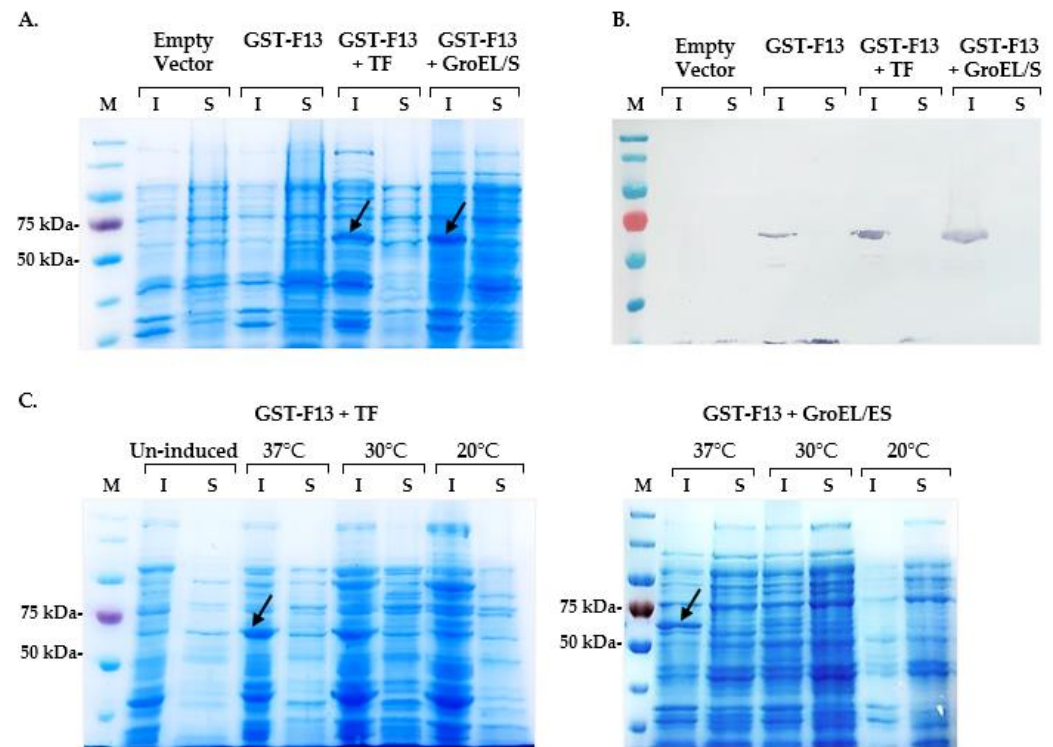 A.
Empty Vector GST-F13 GST-F13 + TF GST-F13 + GroEL/S
M I S I S I S I S
75 kDa-
50 kDa-
B.
Empty Vector GST-F13 GST-F13 + TF GST-F13 + GroEL/S
M I S I S I S I S
C.
GST-F13 + TF
Un-induced 37°C 30°C 20°C
M I S I S I S I S
75 kDa-
50 kDa-
GST-F13 + GroEL/ES
37°C 30°C 20°C
M I S I S I S
75 kDa-
50 kDa-